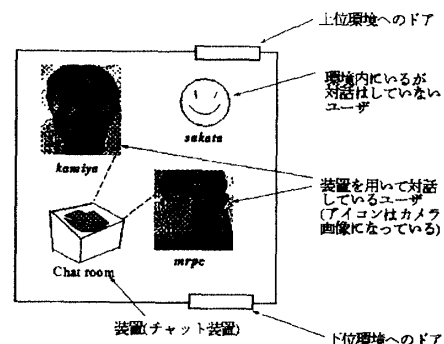 上位環境へのドア
環境内にいるが
対話はしていない
ユーザ
sakata
kamiya
装置を用いて対話
しているユーザ
(アイコンはカメラ
画像になっている)
mrpc
Chat room
装置(チャット装置)
下位環境へのドア